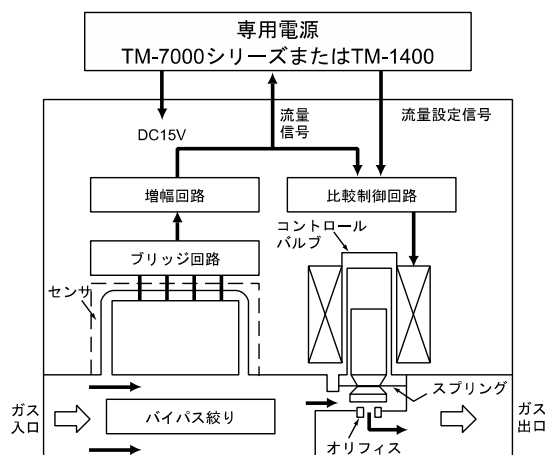 専用電源
TM-7000シリーズまたはTM-1400
DC15V
流量
信号
流量設定信号
増幅回路
比較制御回路
コントロール
バルブ
ブリッジ回路
センサ
スプリング
ガス
入口
バイパス絞り
オリフィス
ガス
出口